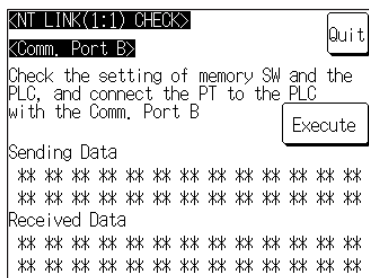 <NT LINK(1:1) CHECK>
Quit
<Comm. Port B>
Check the setting of memory SW and the
PLC, and connect the PT to the PLC
with the Comm. Port B
Execute
Sending Data
** ** ** ** ** ** ** ** ** ** ** **
** ** ** ** ** ** ** ** ** ** ** **
Received Data
** ** ** ** ** ** ** ** ** ** ** **
** ** ** ** ** ** ** ** ** ** ** **